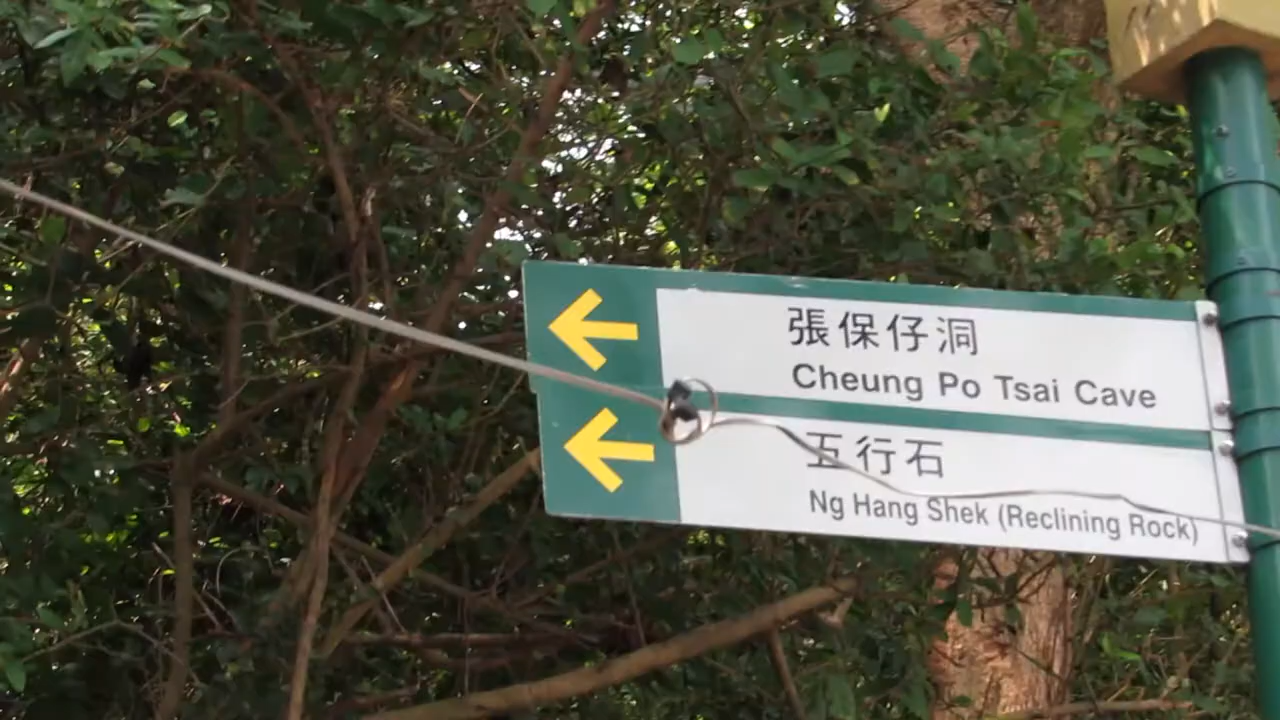 張保仔洞
Cheung Po Tsai Cave
五行石
Ng Hang Shek (Reclining Rock)